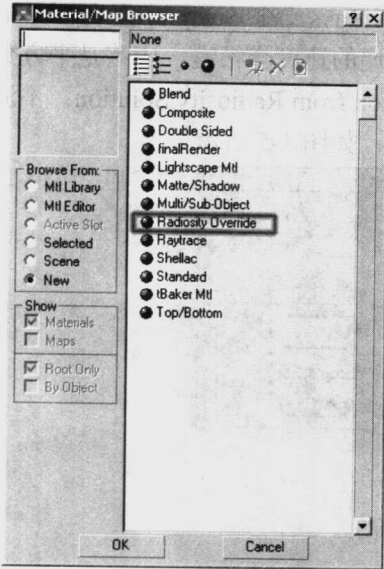 Material/Map Browser
None
Blend
Composite
Double Sided
finalRender
Lightscape Mtl
Matte/Shadow
Multi/Sub-Object
Radiosity Override
Raytrace
Shellac
Standard
tBaker Mtl
Top/Bottom
Browse From:
Mtl Library
Mtl Editor
Active Slot
Selected
Scene
New
Show
Materials
Maps
Root Only
By Object
OK
Cancel